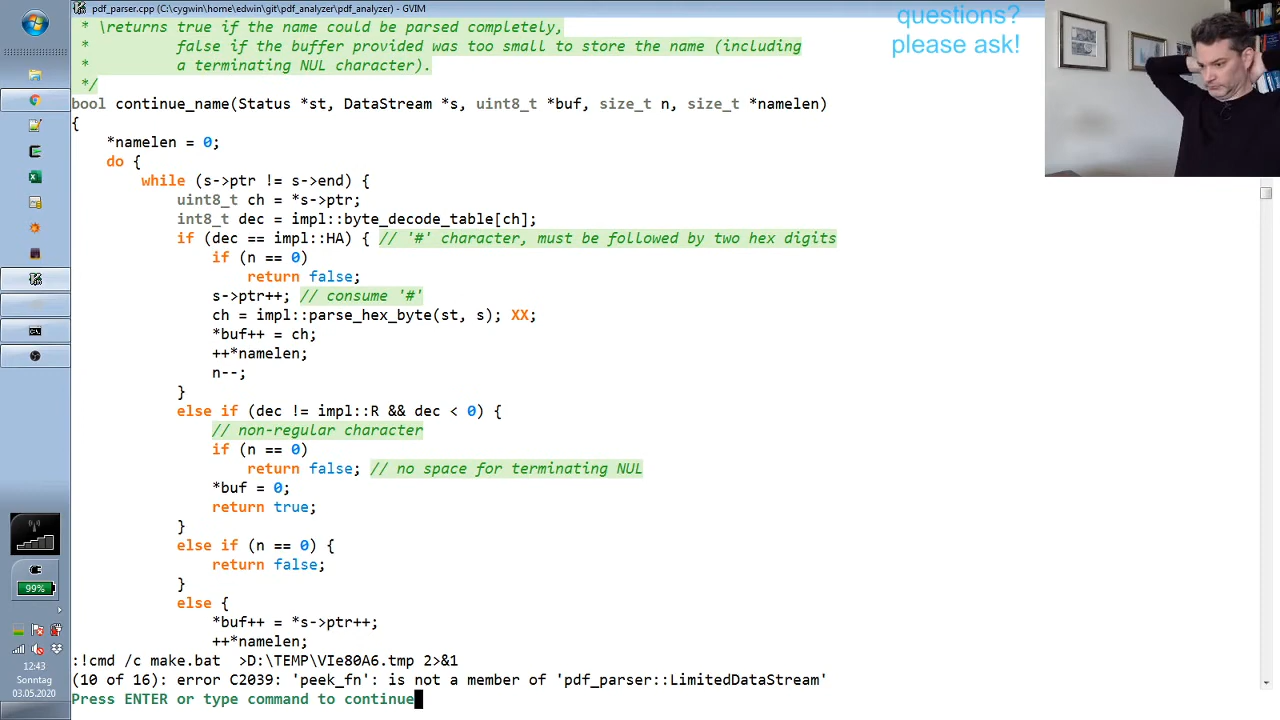 pdf_parser.cpp (C:\cygwin\home\edwin\git\pdf_analyzer\pdf_analyzer) - GVIM
questions?
please ask!
* \returns true if the name could be parsed completely,
* false if the buffer provided was too small to store the name (including
* a terminating NUL character).
*/
bool continue_name(Status *st, DataStream *s, uint8_t *buf, size_t n, size_t *namelen)
{
*namelen = 0;
do {
while (s->ptr != s->end) {
uint8_t ch = *s->ptr;
int8_t dec = impl::byte_decode_table[ch];
if (dec == impl::HA) { // '#' character, must be followed by two hex digits
if (n == 0)
return false;
s->ptr++; // consume '#'
ch = impl::parse_hex_byte(st, s); XX;
*buf++ = ch;
++*namelen;
n--;
}
else if (dec != impl::R && dec < 0) {
// non-regular character
if (n == 0)
return false; // no space for terminating NUL
*buf = 0;
return true;
}
else if (n == 0) {
return false;
}
else {
*buf++ = *s->ptr++;
++*namelen;
:!cmd /c make.bat >D:\TEMP\VIe80A6.tmp 2>&1
(10 of 16): error C2039: 'peek_fn': is not a member of 'pdf_parser::LimitedDataStream'
Press ENTER or type command to continue
99%
12:43
Sonntag
03.05.2020